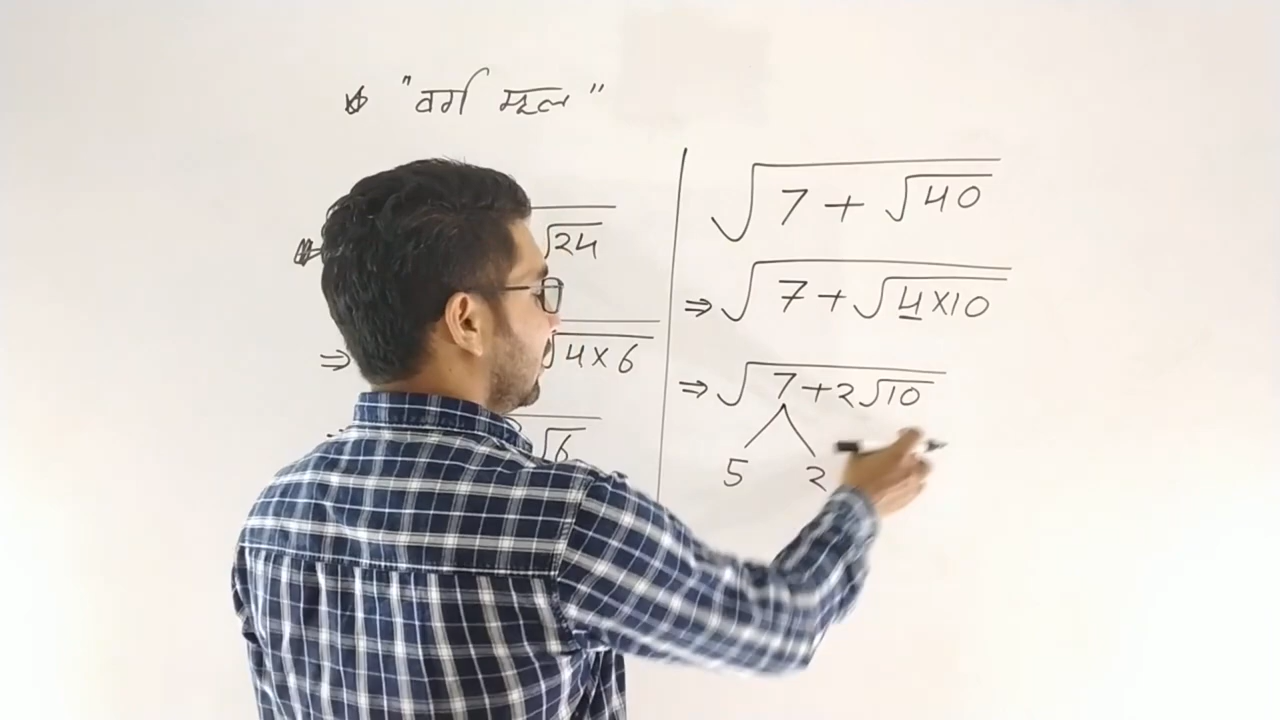 * "वर्ग मूल"
√24
⇒ √4×6
√6
√(7 + √40)
⇒ √(7 + √(4×10))
⇒ √(7+2√10)
5 2